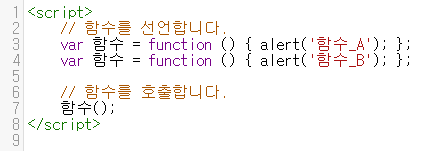 1 <script>
2 // 함수를 선언합니다.
3 var 함수 = function () { alert('함수_A'); };
4 var 함수 = function () { alert('함수_B'); };
5
6 // 함수를 호출합니다.
7 함수();
8 </script>
9